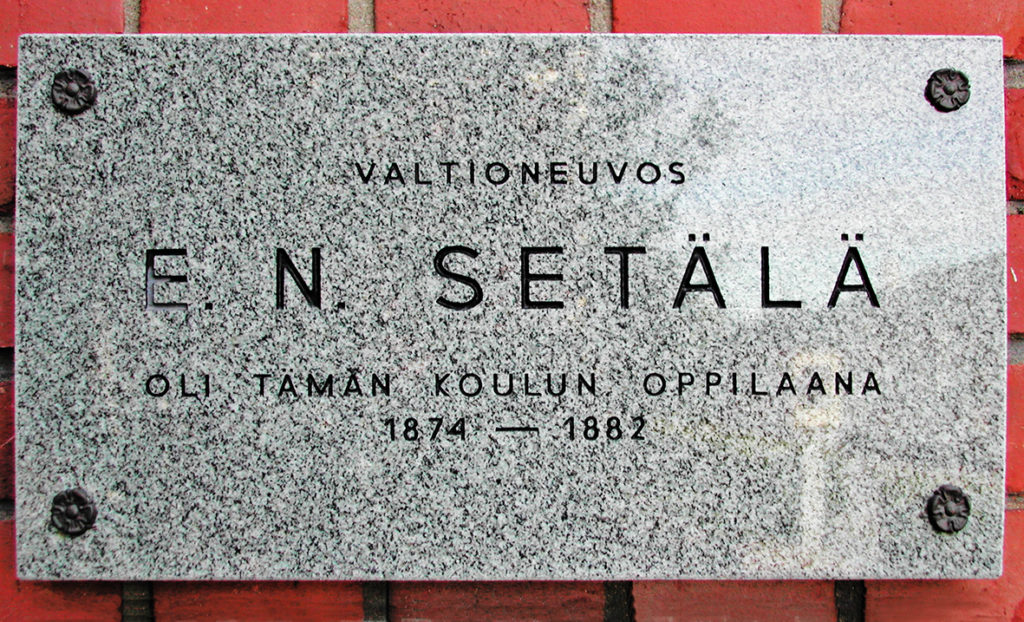 VALTIONEUVOS
E. N. SETÄLÄ
OLI TÄMÄN KOULUN OPPILAANA
1874 — 1882